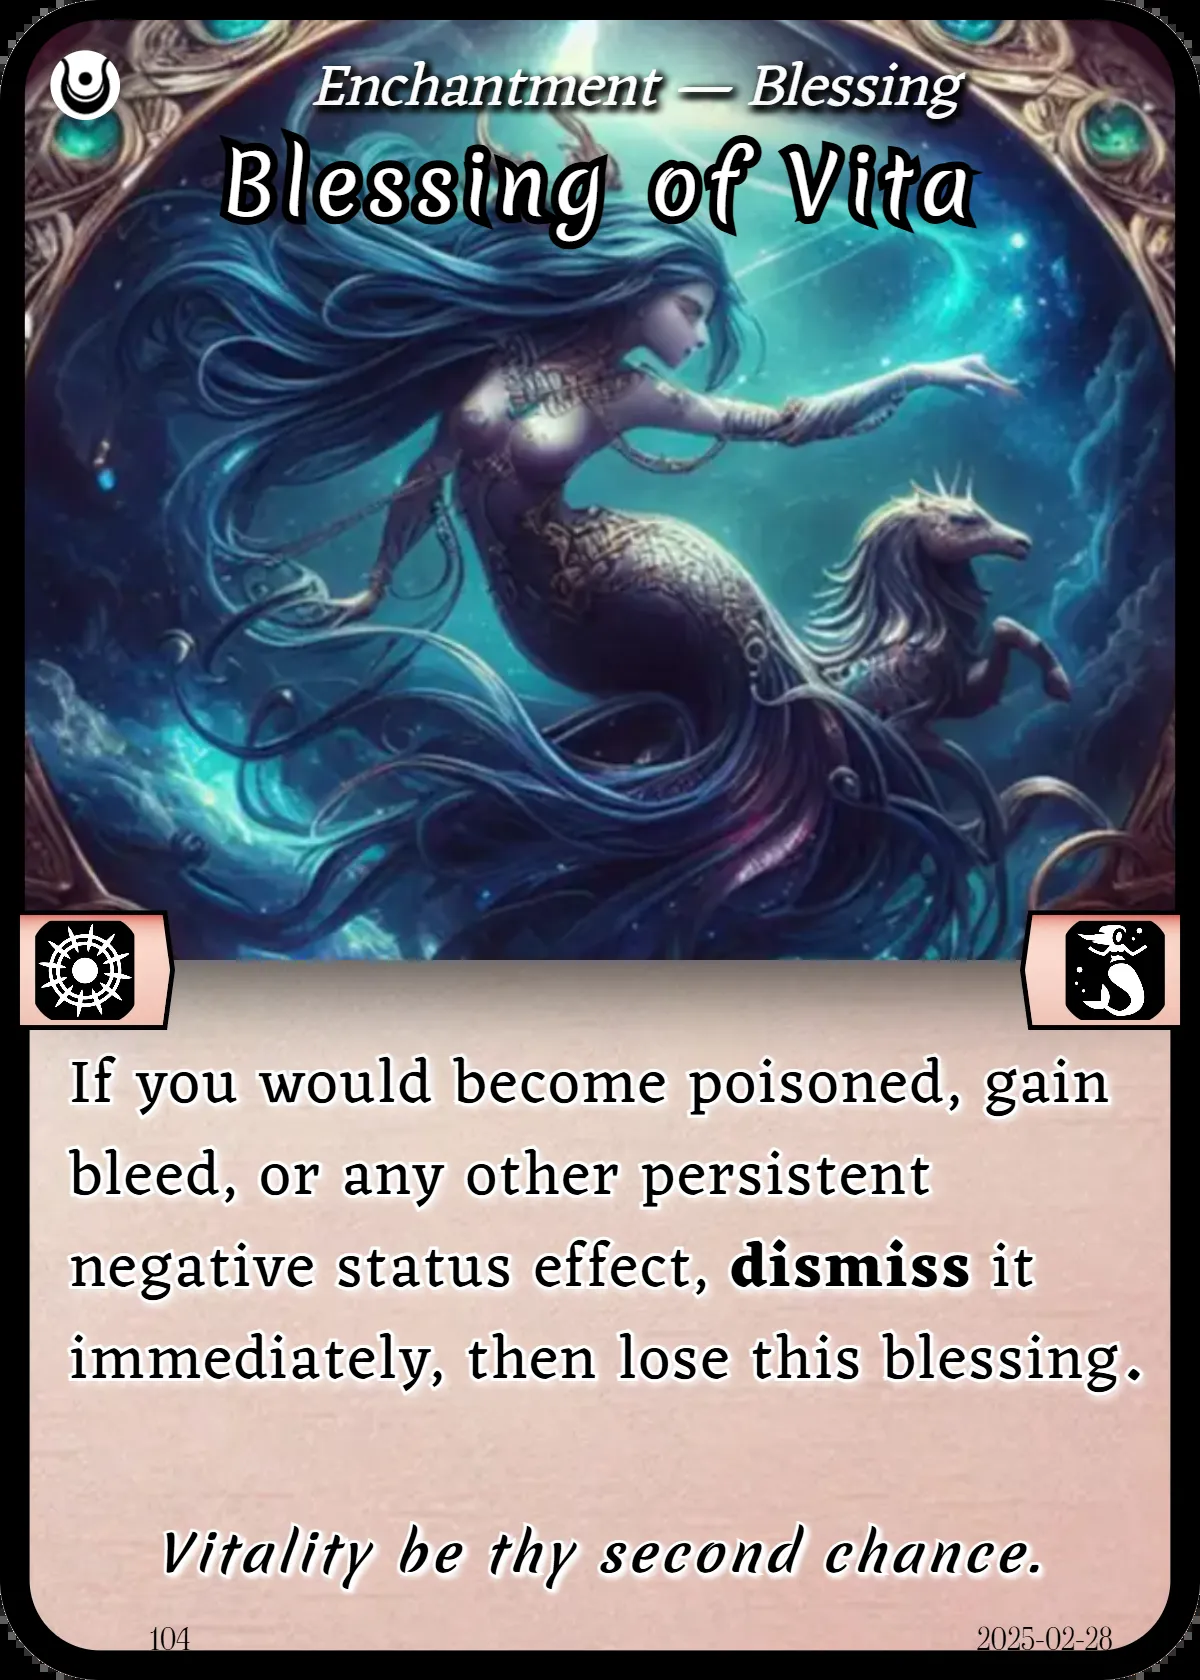 Enchantment — Blessing
Blessing of Vita
If you would become poisoned, gain
bleed, or any other persistent
negative status effect, dismiss it
immediately, then lose this blessing.
Vitality be thy second chance.
104
2025-02-28